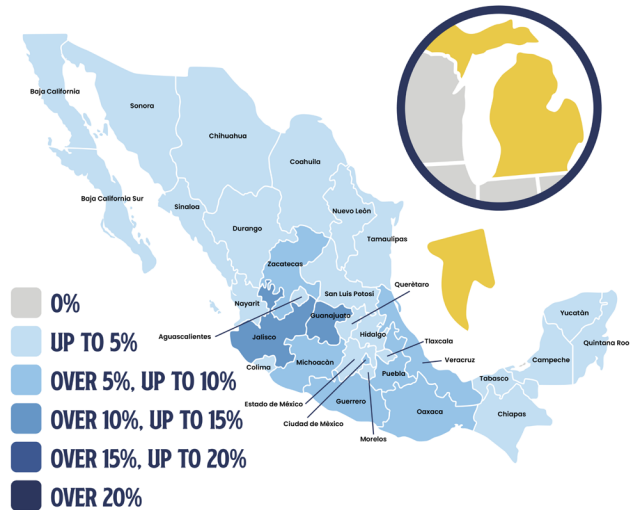 Baja California
Sonora
Chihuahua
Coahuila
Baja California Sur
Sinaloa
Nuevo León
Durango
Tamaulipas
Zacatecas
Querétaro
San Luis Potosí
Nayarit
Guanajuato
Yucatán
Aguascalientes
Jalisco
Hidalgo
Tlaxcala
Quintana Roo
Michoacán
Veracruz
Campeche
Colima
Puebla
Tabasco
Estado de México
Guerrero
Oaxaca
Chiapas
Ciudad de México
Morelos
0%
UP TO 5%
OVER 5%, UP TO 10%
OVER 10%, UP TO 15%
OVER 15%, UP TO 20%
OVER 20%